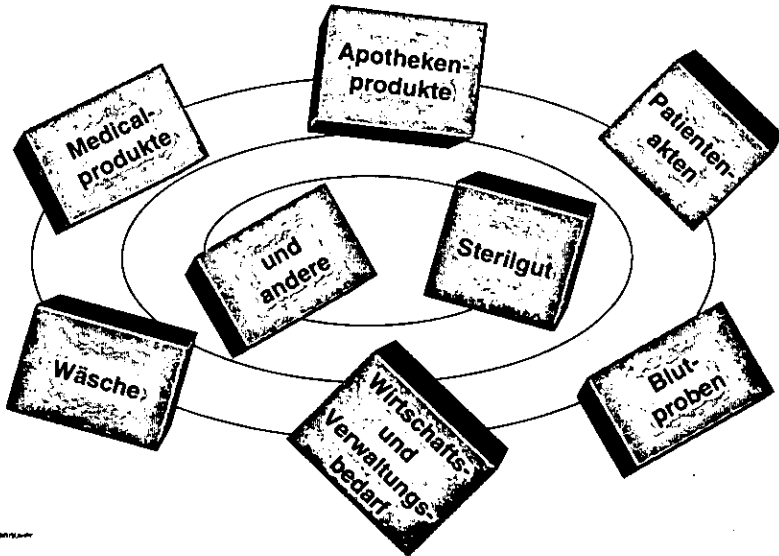 Apotheken-
produkte
Medical-
produkte
Patienten-
akten
und
andere
Sterilgut
Wäsche
Wirtschafts-
und
Verwaltungs-
bedarf
Blut-
proben